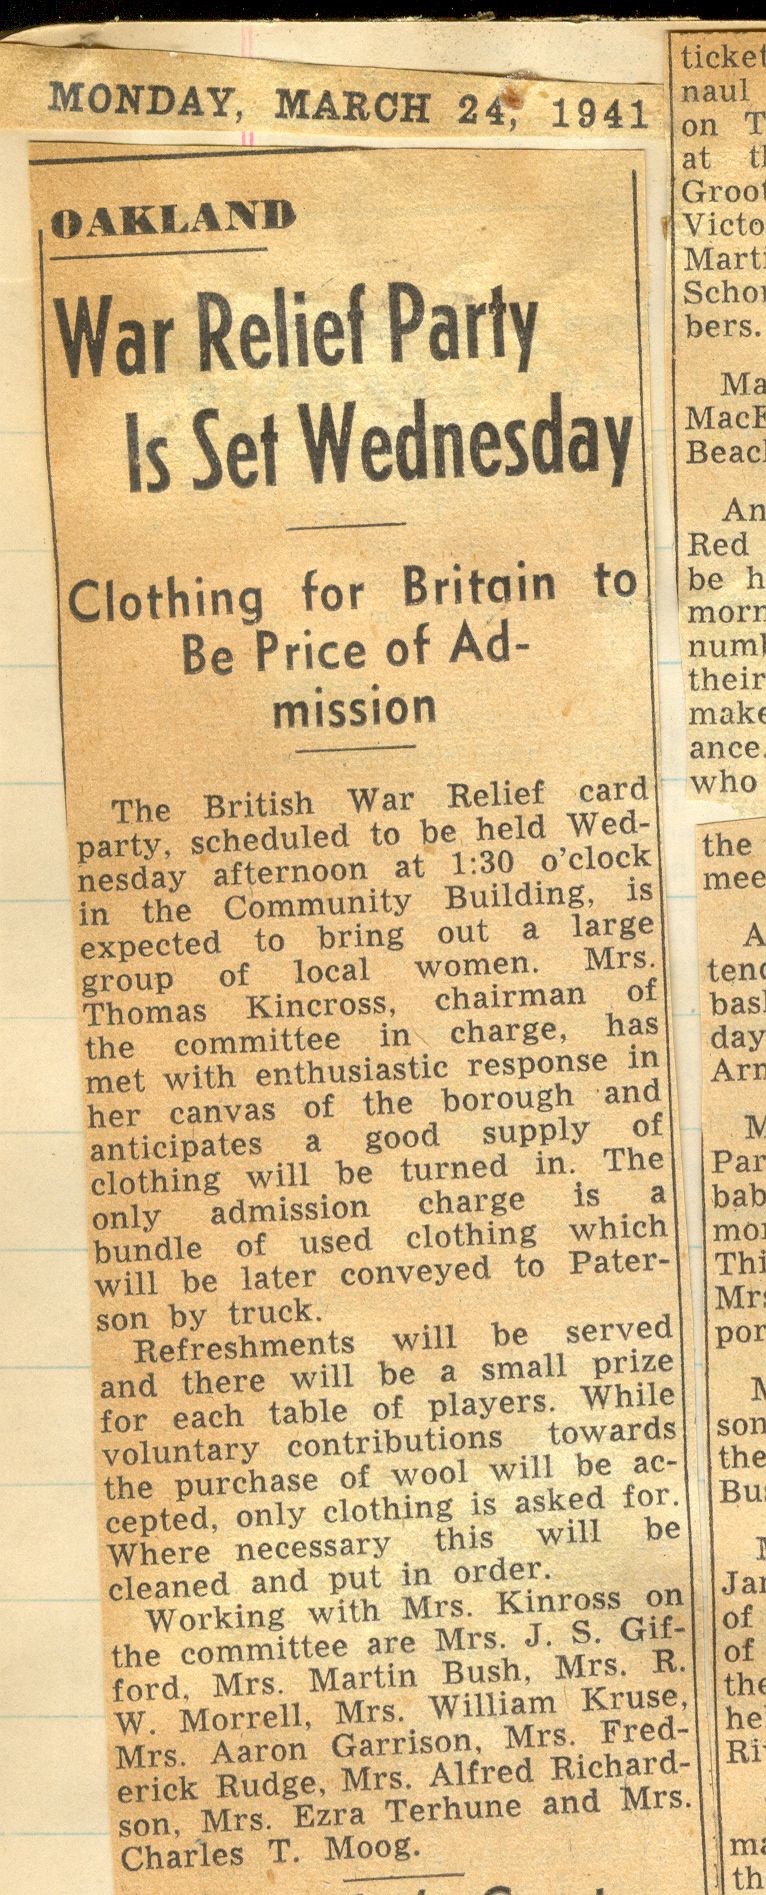 MONDAY, MARCH 24, 1941
OAKLAND
War Relief Party
Is Set Wednesday
Clothing for Britain to
Be Price of Ad-
mission
The British War Relief card
party, scheduled to be held Wed-
nesday afternoon at 1:30 o'clock
in the Community Building, is
expected to bring out a large
group of local women. Mrs.
Thomas Kincross, chairman of
the committee in charge, has
met with enthusiastic response in
her canvas of the borough and
anticipates a good supply of
clothing will be turned in. The
only admission charge is a
bundle of used clothing which
will be later conveyed to Pater-
son by truck.
Refreshments will be served
and there will be a small prize
for each table of players. While
voluntary contributions towards
the purchase of wool will be ac-
cepted, only clothing is asked for.
Where necessary this will be
cleaned and put in order.
Working with Mrs. Kinross on
the committee are Mrs. J. S. Gif-
ford, Mrs. Martin Bush, Mrs. R.
W. Morrell, Mrs. William Kruse,
Mrs. Aaron Garrison, Mrs. Fred-
erick Rudge, Mrs. Alfred Richard-
son, Mrs. Ezra Terhune and Mrs.
Charles T. Moog.
ticket
naul
on T
at th
Groot
Victo
Marti
Schor
bers.
Ma
MacF
Beach
An
Red
be h
morn
numb
their
make
ance.
who
the
mee
A
tend
bask
day
Arm
M
Par
bab
mor
Thi
Mrs
por
M
son
the
Bus
Jan
of
of
the
he
Ri
ma
th